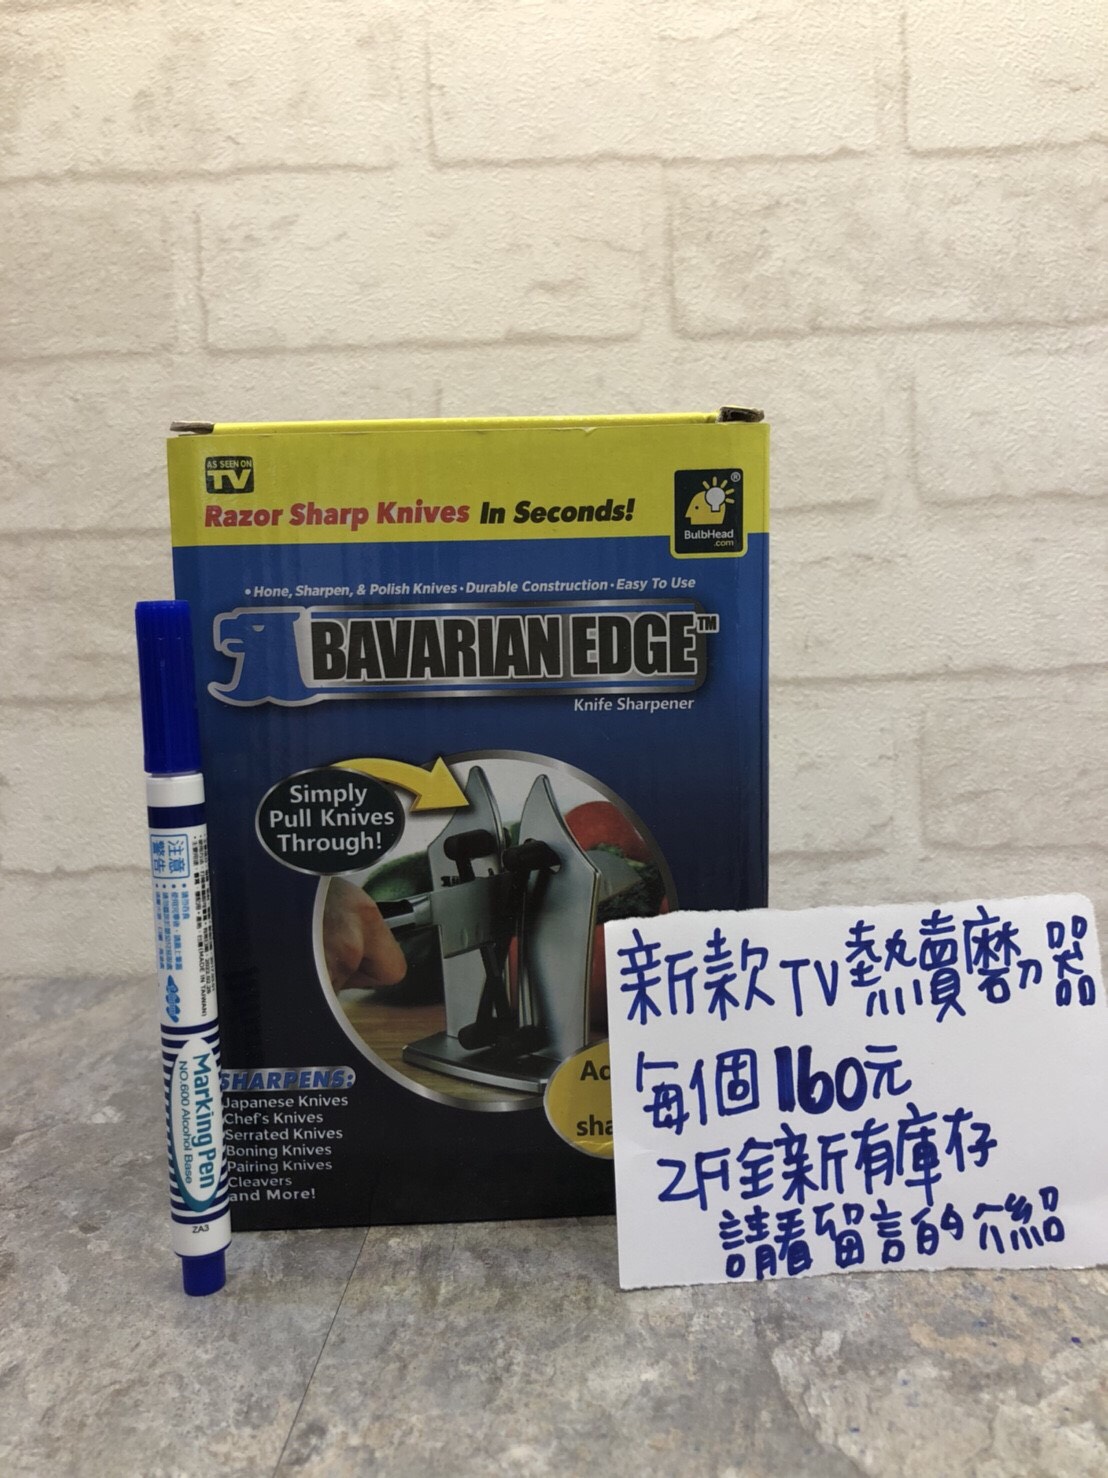 AS SEEN ON
TV
Razor Sharp Knives In Seconds!
BulbHead
.com
• Hone, Sharpen, & Polish Knives • Durable Construction • Easy To Use
BAVARIAN EDGE™
Knife Sharpener
Simply
Pull Knives
Through!
SHARPENS:
Japanese Knives
Chef's Knives
Serrated Knives
Boning Knives
Pairing Knives
Cleavers
and More!
注意
警告
Marking Pen
NO.600 Alcohol Base
ZA3
新款TV熱賣磨刀器
每個160元
2F全新有庫存
請看留言的介紹